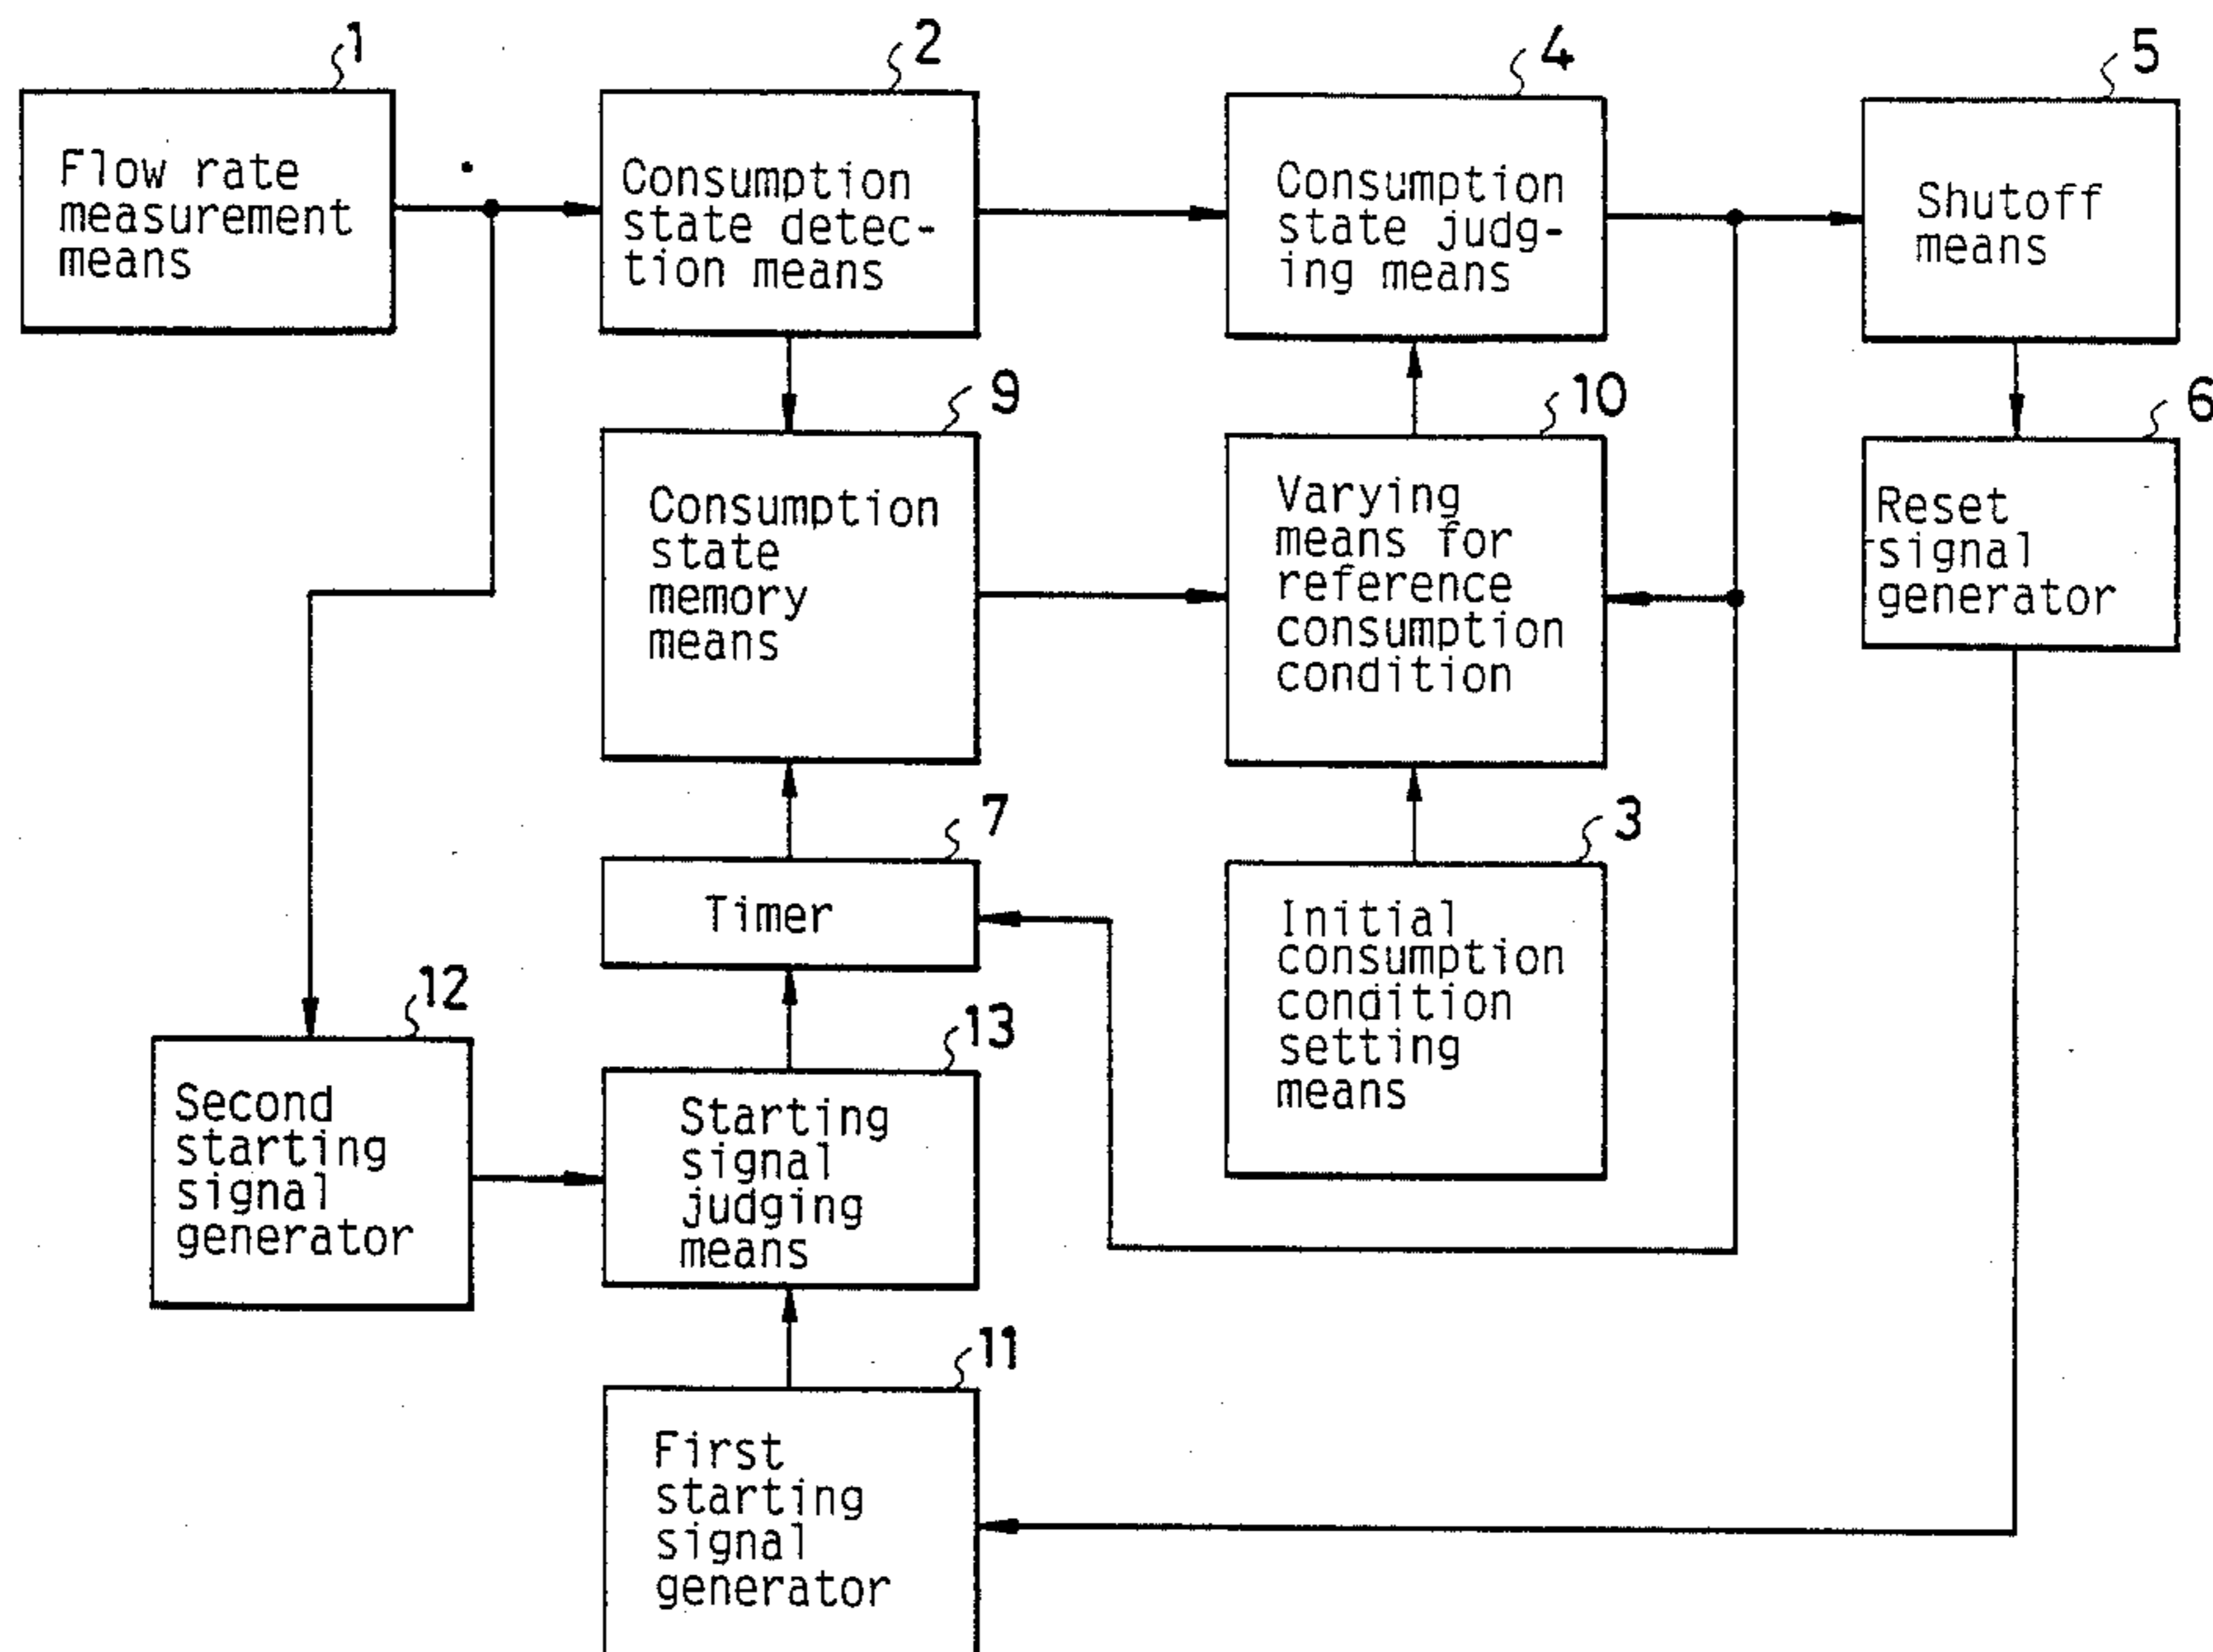 1
Flow rate
measurement
means
2
Consumption
state detec-
tion means
4
Consumption
state judg-
ing means
5
Shutoff
means
9
Consumption
state
memory
means
10
Varying
means for
reference
consumption
condition
6
Reset
signal
generator
7
Timer
3
Initial
consumption
condition
setting
means
12
Second
starting
signal
generator
13
Starting
signal
judging
means
11
First
starting
signal
generator